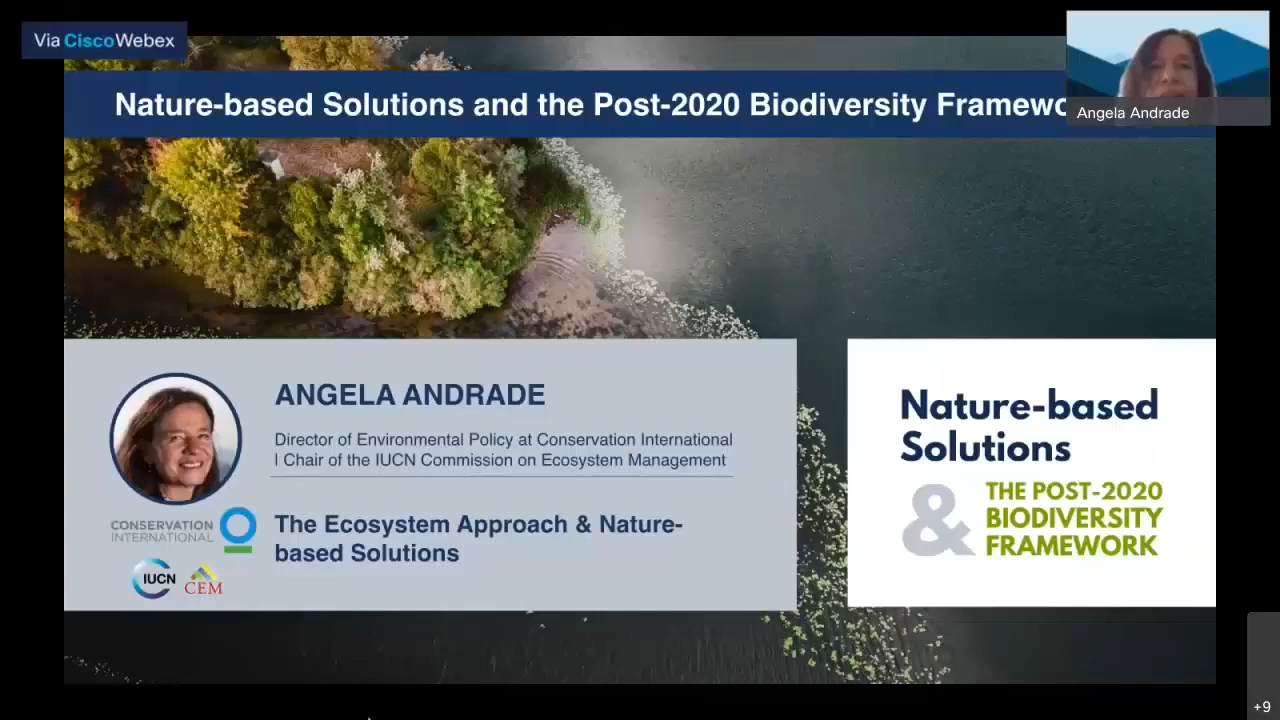 Via Cisco Webex
Nature-based Solutions and the Post-2020 Biodiversity Framewo
Angela Andrade
ANGELA ANDRADE
Director of Environmental Policy at Conservation International
| Chair of the IUCN Commission on Ecosystem Management
CONSERVATION
INTERNATIONAL
The Ecosystem Approach & Nature-
based Solutions
IUCN
CEM
Nature-based
Solutions
&
THE POST-2020
BIODIVERSITY
FRAMEWORK
+9